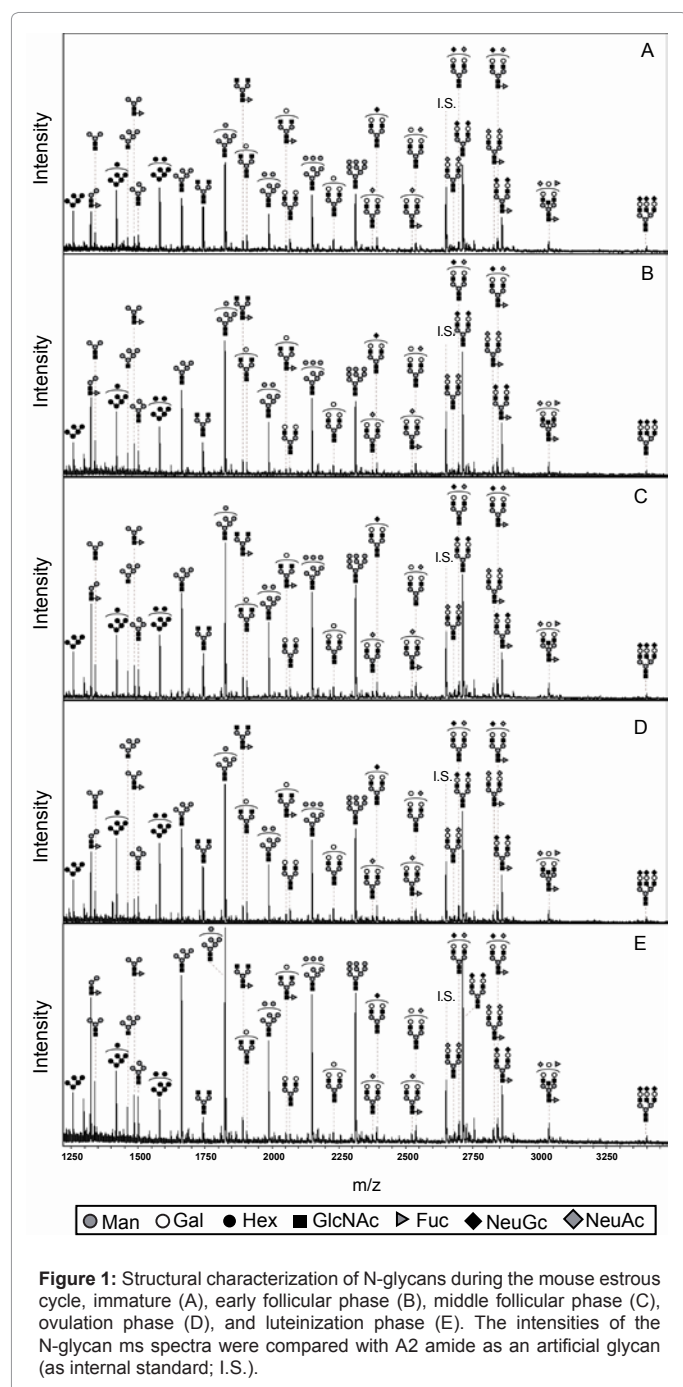 A
I.S.
Intensity
B
I.S.
Intensity
C
I.S.
Intensity
D
I.S.
Intensity
E
I.S.
Intensity
1250 1500 1750 2000 2250 2500 2750 3000 3250
m/z
Man Gal Hex GlcNAc Fuc NeuGc NeuAc
Figure 1: Structural characterization of N-glycans during the mouse estrous
cycle, immature (A), early follicular phase (B), middle follicular phase (C),
ovulation phase (D), and luteinization phase (E). The intensities of the
N-glycan ms spectra were compared with A2 amide as an artificial glycan
(as internal standard; I.S.).